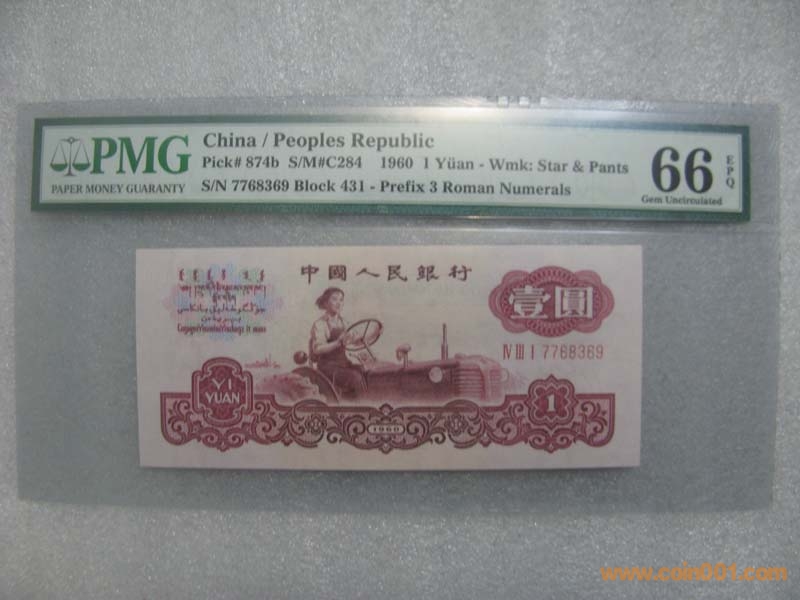 PMG
PAPER MONEY GUARANTY
China / Peoples Republic
Pick# 874b S/M#C284 1960 1 Yüan - Wmk: Star & Pants
S/N 7768369 Block 431 - Prefix 3 Roman Numerals
66
EPQ
Gem Uncirculated
中國人民銀行
壹圓
Ⅳ Ⅲ Ⅰ 7768369
YI
YUAN
1960
1
www.coin001.com